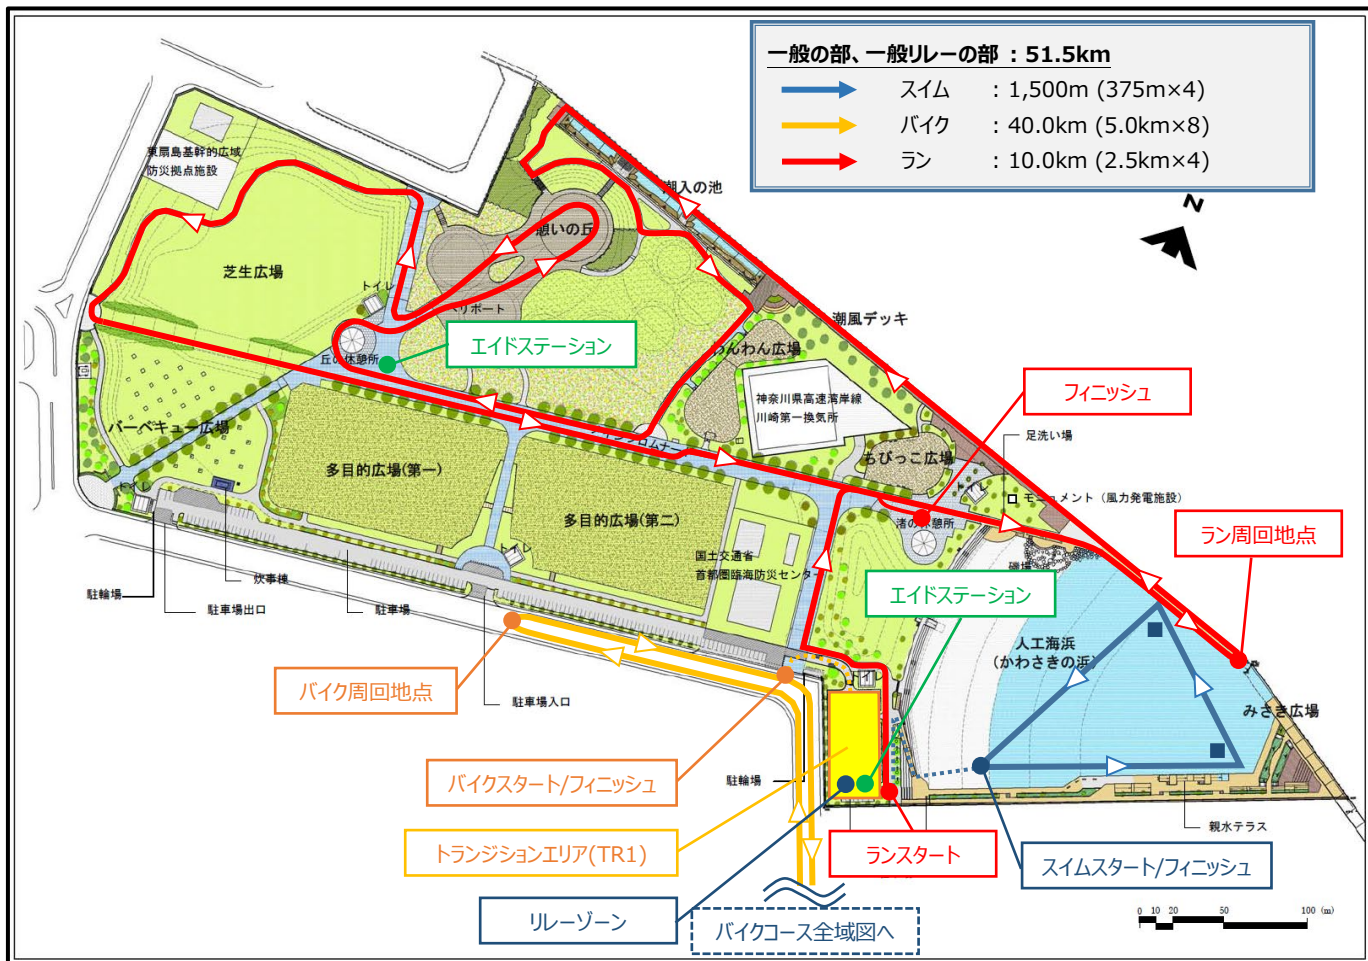 一般の部、一般リレーの部 : 51.5km
スイム : 1,500m (375m×4)
バイク : 40.0km (5.0km×8)
ラン : 10.0km (2.5km×4)
N
東扇島基幹的広域
防災拠点施設
潮入の池
憩いの丘
芝生広場
トイレ
リポート
潮風デッキ
エイドステーション
丘の休憩所
わんわん広場
フィニッシュ
神奈川県高速湾岸線
川崎第一換気所
足洗い場
バーベキュー広場
多目的広場(第一)
ちびっこ広場
トイレ
モニュメント（風力発電施設）
トイレ
多目的広場(第二)
渚の休憩所
ラン周回地点
トイレ
国土交通省
首都圏臨海防災センター
磯場
炊事棟
駐輪場
駐車場出口
駐車場
エイドステーション
人工海浜
(かわさきの浜)
バイク周回地点
駐車場入口
トイレ
みさき広場
バイクスタート/フィニッシュ
駐輪場
親水テラス
トランジションエリア(TR1)
ランスタート
スイムスタート/フィニッシュ
リレーゾーン
バイクコース全域図へ
0 10 20 50 100 (m)